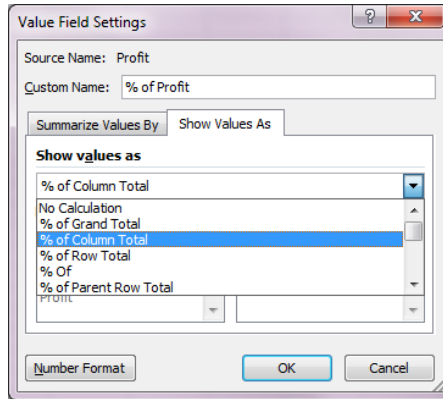 Value Field Settings
Source Name: Profit
Custom Name: % of Profit
Summarize Values By Show Values As
Show values as
% of Column Total
No Calculation
% of Grand Total
% of Column Total
% of Row Total
% Of
% of Parent Row Total
Profit
Number Format OK Cancel